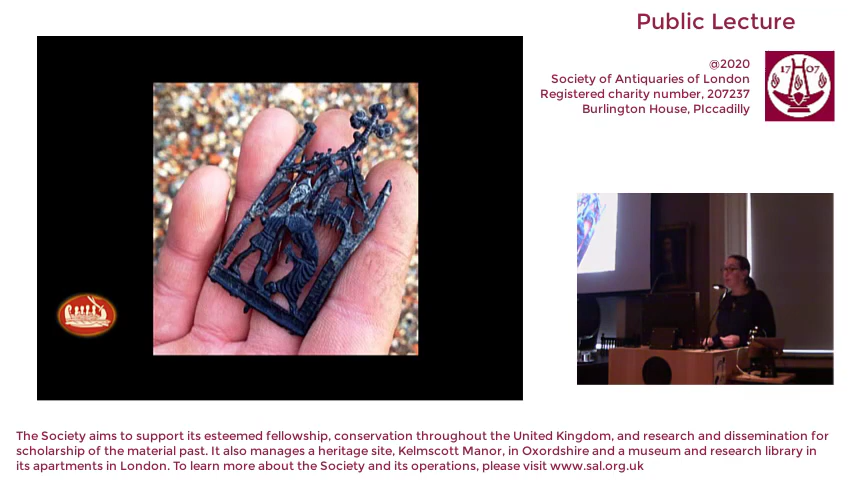 Public Lecture
@2020
Society of Antiquaries of London
Registered charity number, 207237
Burlington House, PIccadilly
17 07
The Society aims to support its esteemed fellowship, conservation throughout the United Kingdom, and research and dissemination for
scholarship of the material past. It also manages a heritage site, Kelmscott Manor, in Oxordshire and a museum and research library in
its apartments in London. To learn more about the Society and its operations, please visit www.sal.org.uk